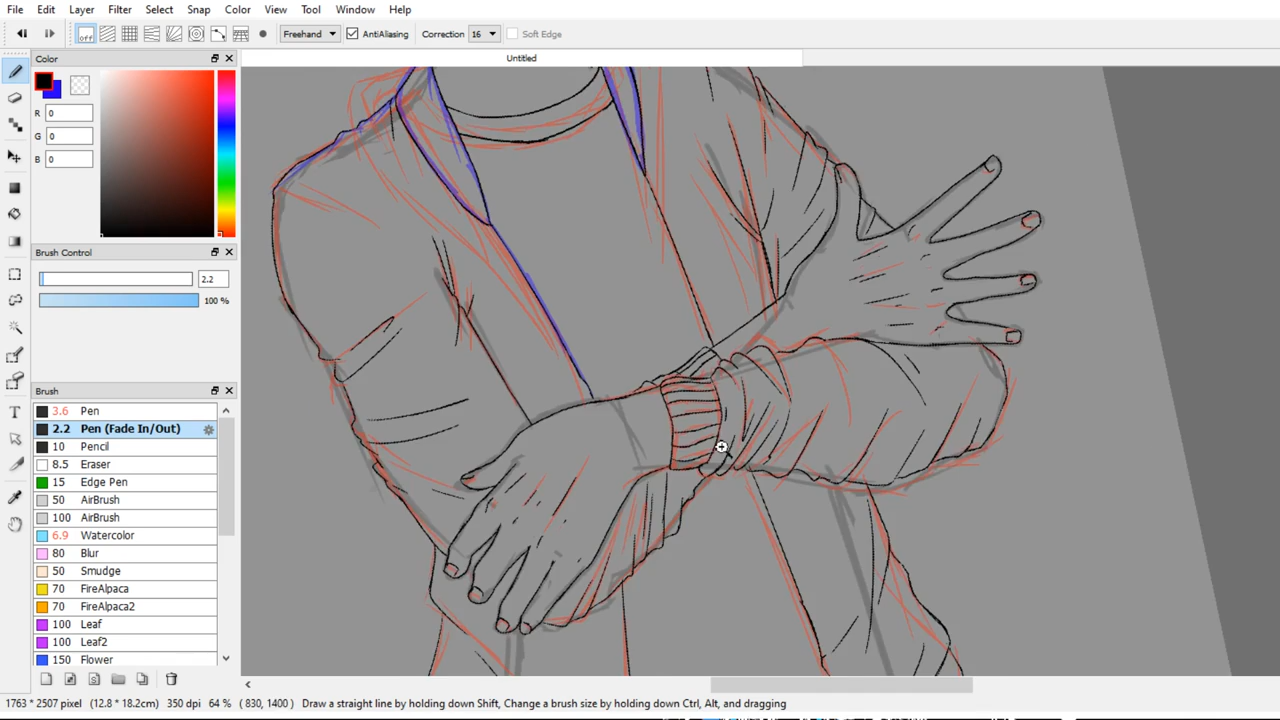 File Edit Layer Filter Select Snap Color View Tool Window Help
off Freehand AntiAliasing Correction 16 Soft Edge
Color
Untitled
R 0
G 0
B 0
Brush Control
2.2
100 %
Brush
3.6 Pen
2.2 Pen (Fade In/Out)
10 Pencil
8.5 Eraser
15 Edge Pen
50 AirBrush
100 AirBrush
6.9 Watercolor
80 Blur
50 Smudge
70 FireAlpaca
70 FireAlpaca2
100 Leaf
100 Leaf2
150 Flower
1763 * 2507 pixel (12.8 * 18.2cm) 350 dpi 64 % ( 830, 1400 ) Draw a straight line by holding down Shift, Change a brush size by holding down Ctrl, Alt, and dragging